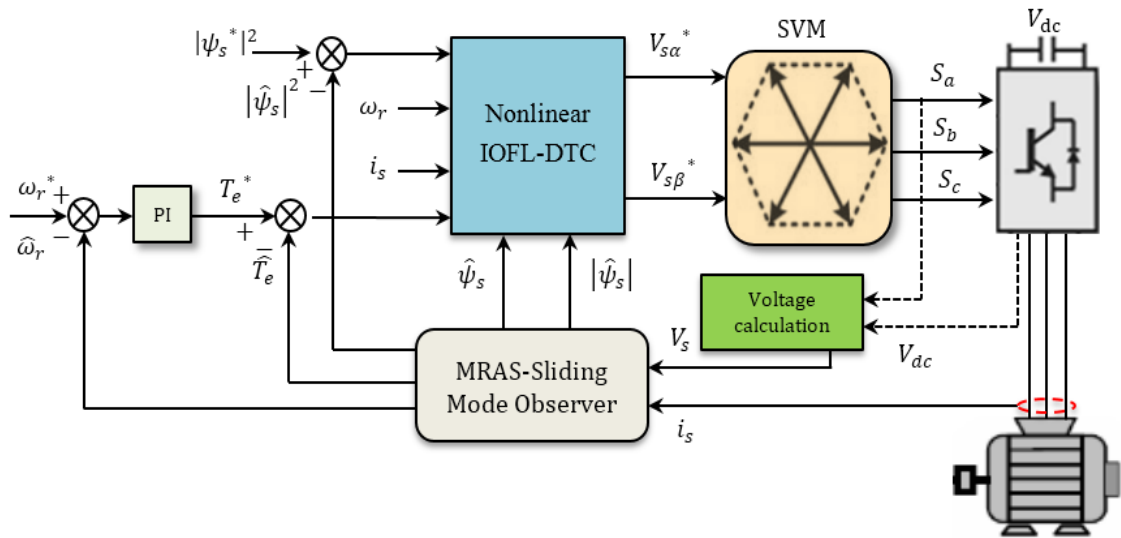 V_dc
SVM
|ψ_s^*|^2
+
−
|ψ̂_s|^2
ω_r
i_s
Nonlinear
IOFL-DTC
V_sα^*
V_sβ^*
S_a
S_b
S_c
ω_r^*
+
−
ω̂_r
PI
T_e^*
+
−
T̂_e
ψ̂_s
|ψ̂_s|
Voltage
calculation
V_s
V_dc
MRAS-Sliding
Mode Observer
i_s